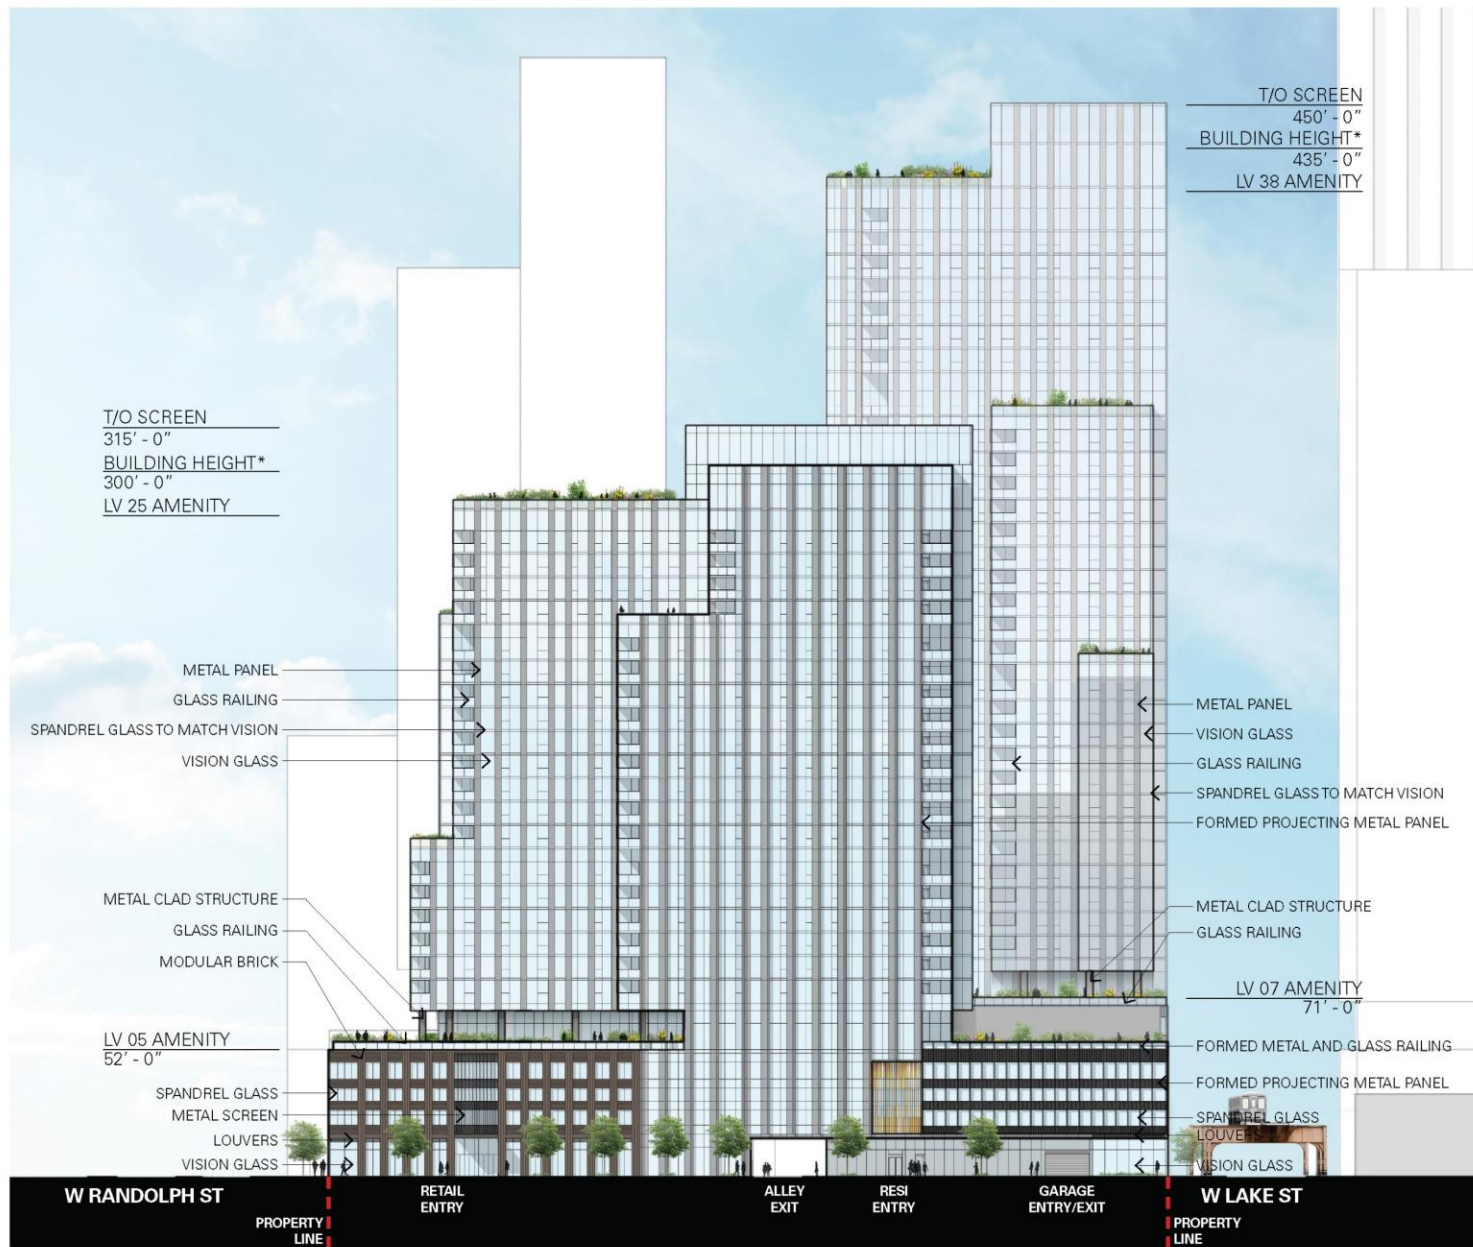 T/O SCREEN
450' - 0"
BUILDING HEIGHT*
435' - 0"
LV 38 AMENITY
T/O SCREEN
315' - 0"
BUILDING HEIGHT*
300' - 0"
LV 25 AMENITY
METAL PANEL
GLASS RAILING
SPANDREL GLASS TO MATCH VISION
VISION GLASS
METAL CLAD STRUCTURE
GLASS RAILING
MODULAR BRICK
LV 05 AMENITY
52' - 0"
SPANDREL GLASS
METAL SCREEN
LOUVERS
VISION GLASS
METAL PANEL
VISION GLASS
GLASS RAILING
SPANDREL GLASS TO MATCH VISION
FORMED PROJECTING METAL PANEL
METAL CLAD STRUCTURE
GLASS RAILING
LV 07 AMENITY
71' - 0"
FORMED METAL AND GLASS RAILING
FORMED PROJECTING METAL PANEL
SPANDREL GLASS
LOUVERS
VISION GLASS
W RANDOLPH ST
PROPERTY
LINE
RETAIL
ENTRY
ALLEY
EXIT
RESI
ENTRY
GARAGE
ENTRY/EXIT
W LAKE ST
PROPERTY
LINE